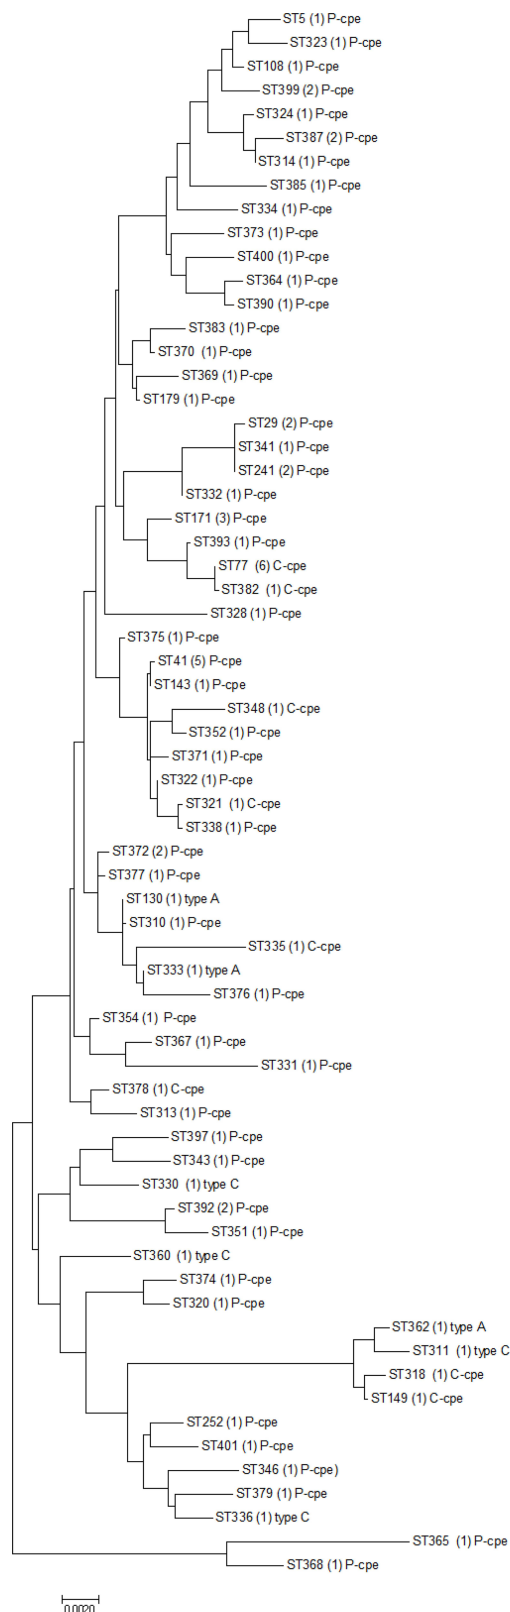 ST5 (1) P-cpe
ST323 (1) P-cpe
ST108 (1) P-cpe
ST399 (2) P-cpe
ST324 (1) P-cpe
ST387 (2) P-cpe
ST314 (1) P-cpe
ST385 (1) P-cpe
ST334 (1) P-cpe
ST373 (1) P-cpe
ST400 (1) P-cpe
ST364 (1) P-cpe
ST390 (1) P-cpe
ST383 (1) P-cpe
ST370 (1) P-cpe
ST369 (1) P-cpe
ST179 (1) P-cpe
ST29 (2) P-cpe
ST341 (1) P-cpe
ST241 (2) P-cpe
ST332 (1) P-cpe
ST171 (3) P-cpe
ST393 (1) P-cpe
ST77 (6) C-cpe
ST382 (1) C-cpe
ST328 (1) P-cpe
ST375 (1) P-cpe
ST41 (5) P-cpe
ST143 (1) P-cpe
ST348 (1) C-cpe
ST352 (1) P-cpe
ST371 (1) P-cpe
ST322 (1) P-cpe
ST321 (1) C-cpe
ST338 (1) P-cpe
ST372 (2) P-cpe
ST377 (1) P-cpe
ST130 (1) type A
ST310 (1) P-cpe
ST335 (1) C-cpe
ST333 (1) type A
ST376 (1) P-cpe
ST354 (1) P-cpe
ST367 (1) P-cpe
ST331 (1) P-cpe
ST378 (1) C-cpe
ST313 (1) P-cpe
ST397 (1) P-cpe
ST343 (1) P-cpe
ST330 (1) type C
ST392 (2) P-cpe
ST351 (1) P-cpe
ST360 (1) type C
ST374 (1) P-cpe
ST320 (1) P-cpe
ST362 (1) type A
ST311 (1) type C
ST318 (1) C-cpe
ST149 (1) C-cpe
ST252 (1) P-cpe
ST401 (1) P-cpe
ST346 (1) P-cpe)
ST379 (1) P-cpe
ST336 (1) type C
ST365 (1) P-cpe
ST368 (1) P-cpe
0.0020